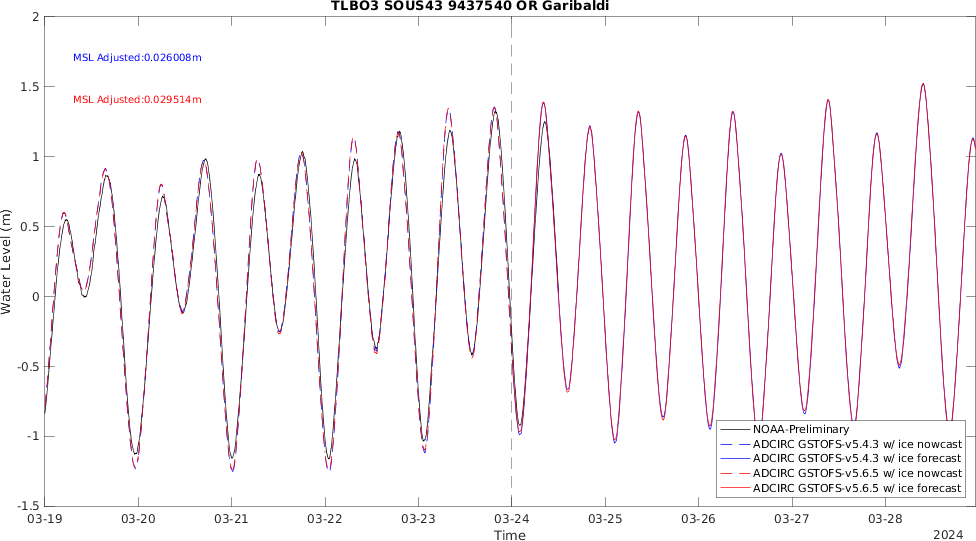 TLBO3 SOUS43 9437540 OR Garibaldi
MSL Adjusted:0.026008m
MSL Adjusted:0.029514m
Water Level (m)
2
1.5
1
0.5
0
-0.5
-1
-1.5
NOAA-Preliminary
ADCIRC GSTOFS-v5.4.3 w/ ice nowcast
ADCIRC GSTOFS-v5.4.3 w/ ice forecast
ADCIRC GSTOFS-v5.6.5 w/ ice nowcast
ADCIRC GSTOFS-v5.6.5 w/ ice forecast
03-19 03-20 03-21 03-22 03-23 03-24 03-25 03-26 03-27 03-28
Time
2024